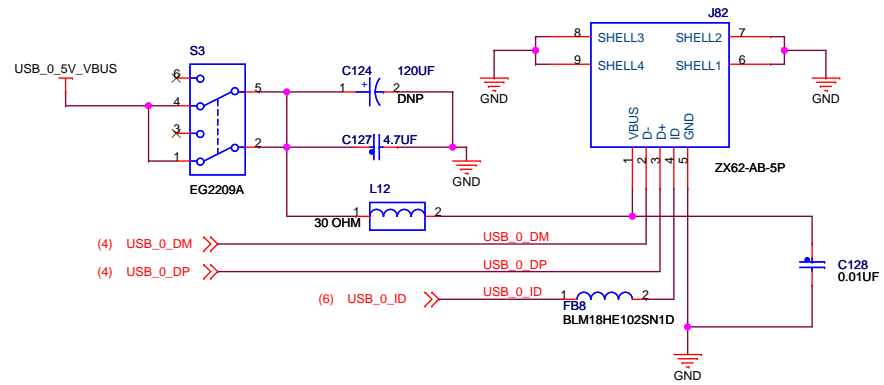 J82
8
SHELL3
SHELL2
7
9
SHELL4
SHELL1
6
GND
GND
VBUS
D-
D+
ID
GND
1
2
3
4
5
ZX62-AB-5P
S3
USB_0_5V_VBUS
6
5
4
3
2
1
EG2209A
C124
120UF
1
+
2
DNP
C127
4.7UF
GND
L12
1
2
30 OHM
(4)
USB_0_DM
USB_0_DM
(4)
USB_0_DP
USB_0_DP
(6)
USB_0_ID
USB_0_ID
1
2
FB8
BLM18HE102SN1D
C128
0.01UF
GND